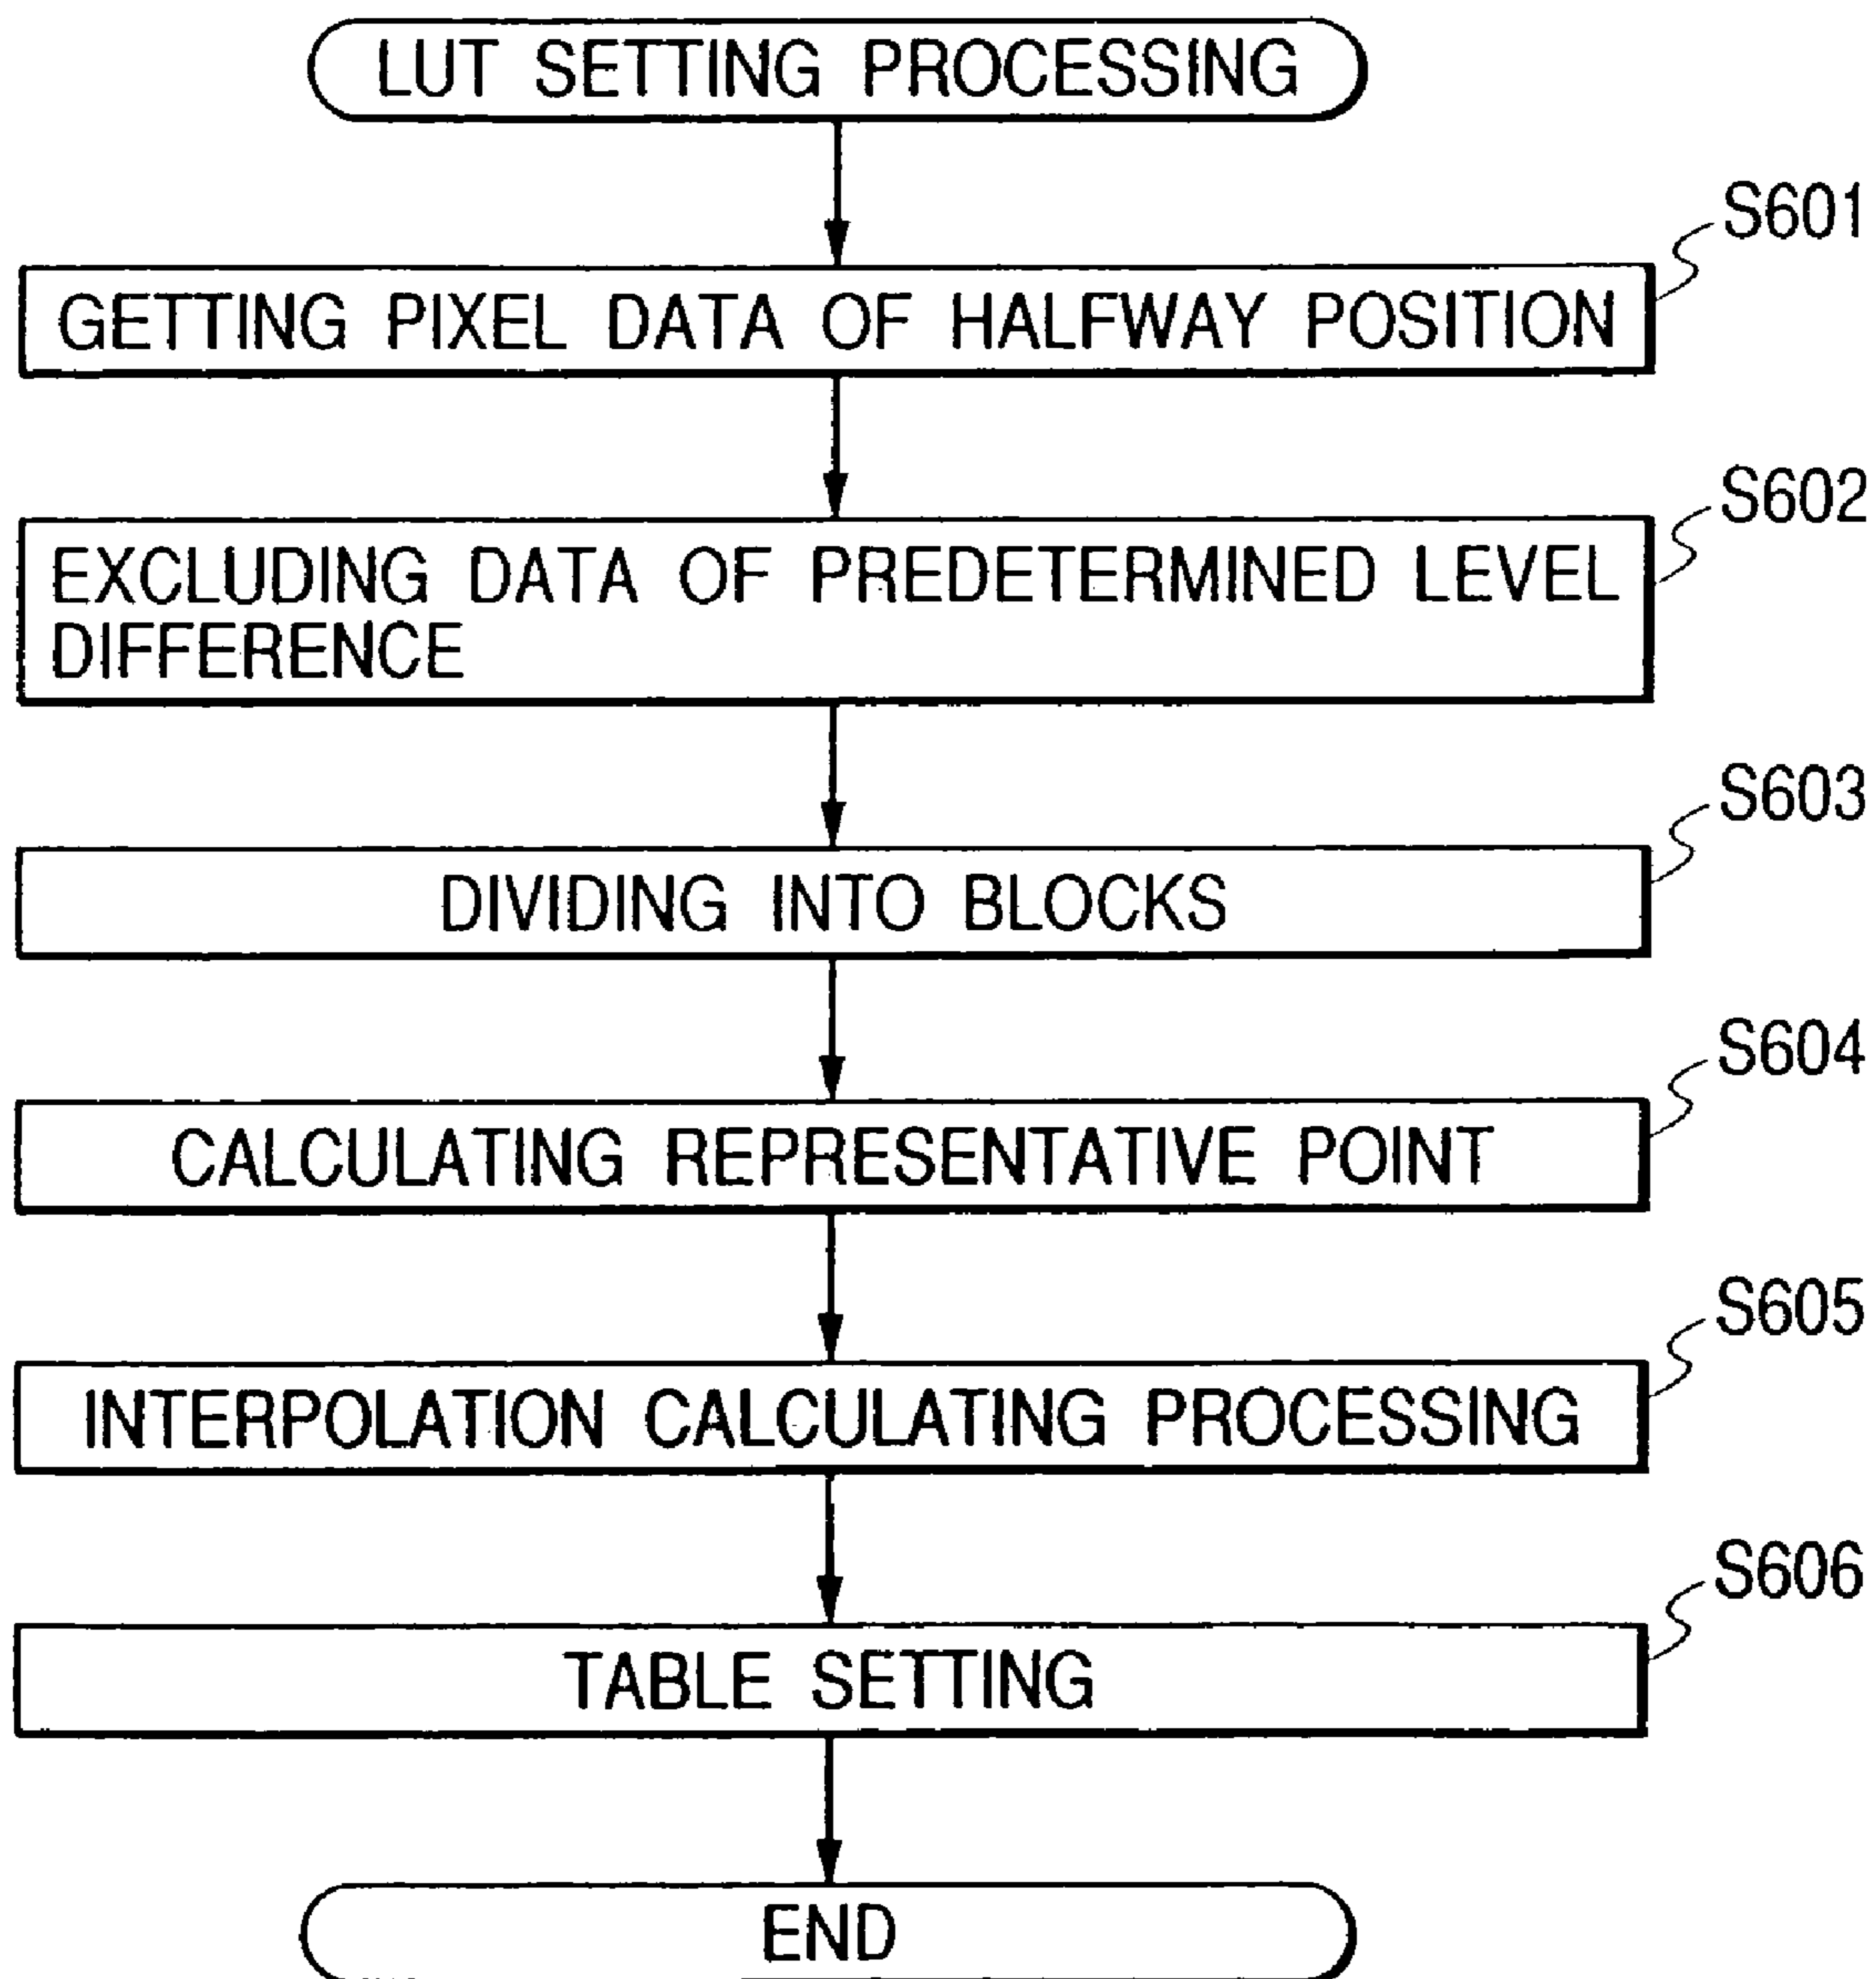 LUT SETTING PROCESSING
S601
GETTING PIXEL DATA OF HALFWAY POSITION
S602
EXCLUDING DATA OF PREDETERMINED LEVEL
DIFFERENCE
S603
DIVIDING INTO BLOCKS
S604
CALCULATING REPRESENTATIVE POINT
S605
INTERPOLATION CALCULATING PROCESSING
S606
TABLE SETTING
END